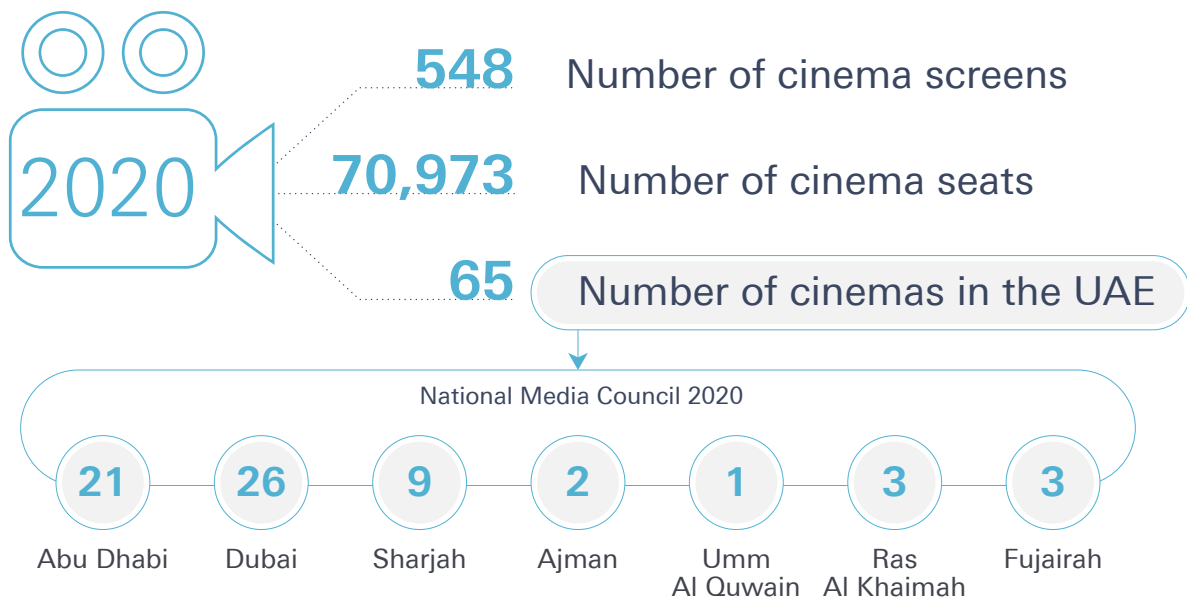 2020
548 Number of cinema screens
70,973 Number of cinema seats
65 Number of cinemas in the UAE
National Media Council 2020
21 26 9 2 1 3 3
Abu Dhabi Dubai Sharjah Ajman Umm Ras Fujairah
Al Quwain Al Khaimah